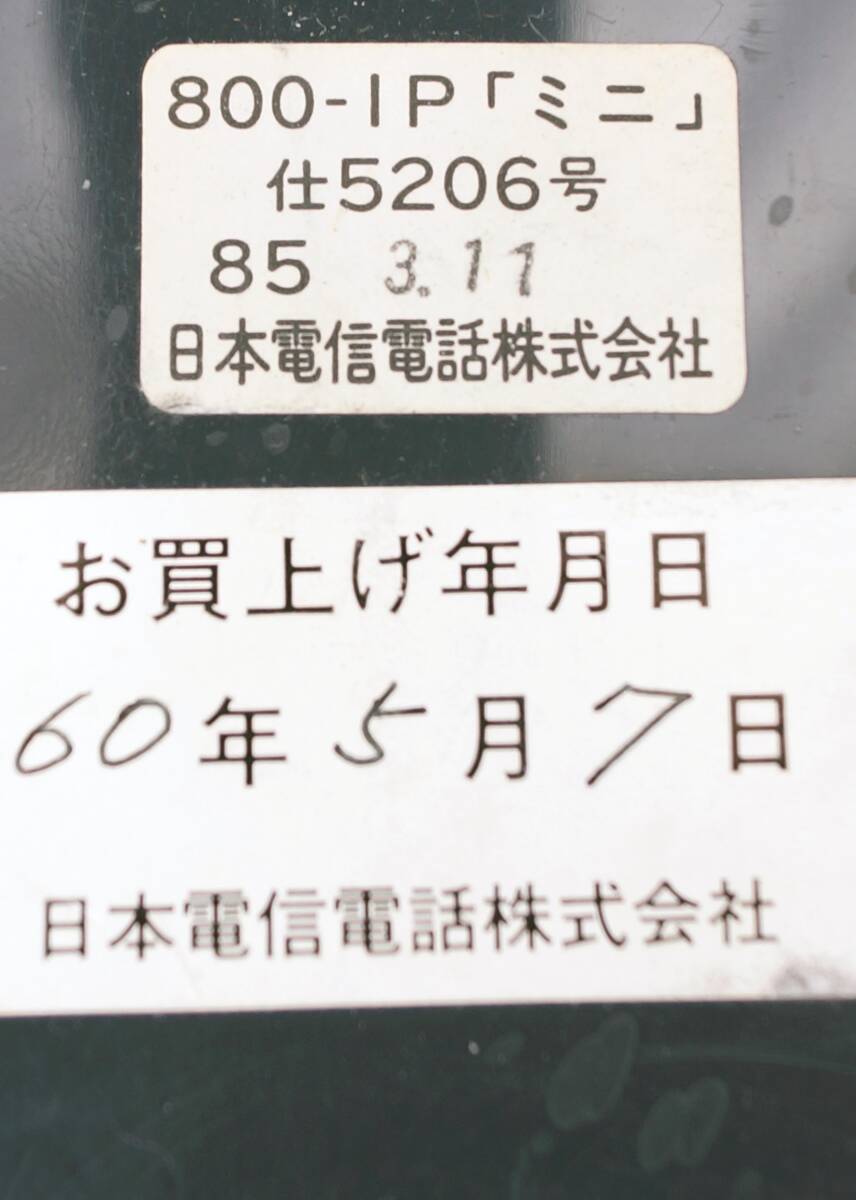 800-1P「ミニ」
仕5206号
85 3.11
日本電信電話株式会社
お買上げ年月日
60年5月7日
日本電信電話株式会社